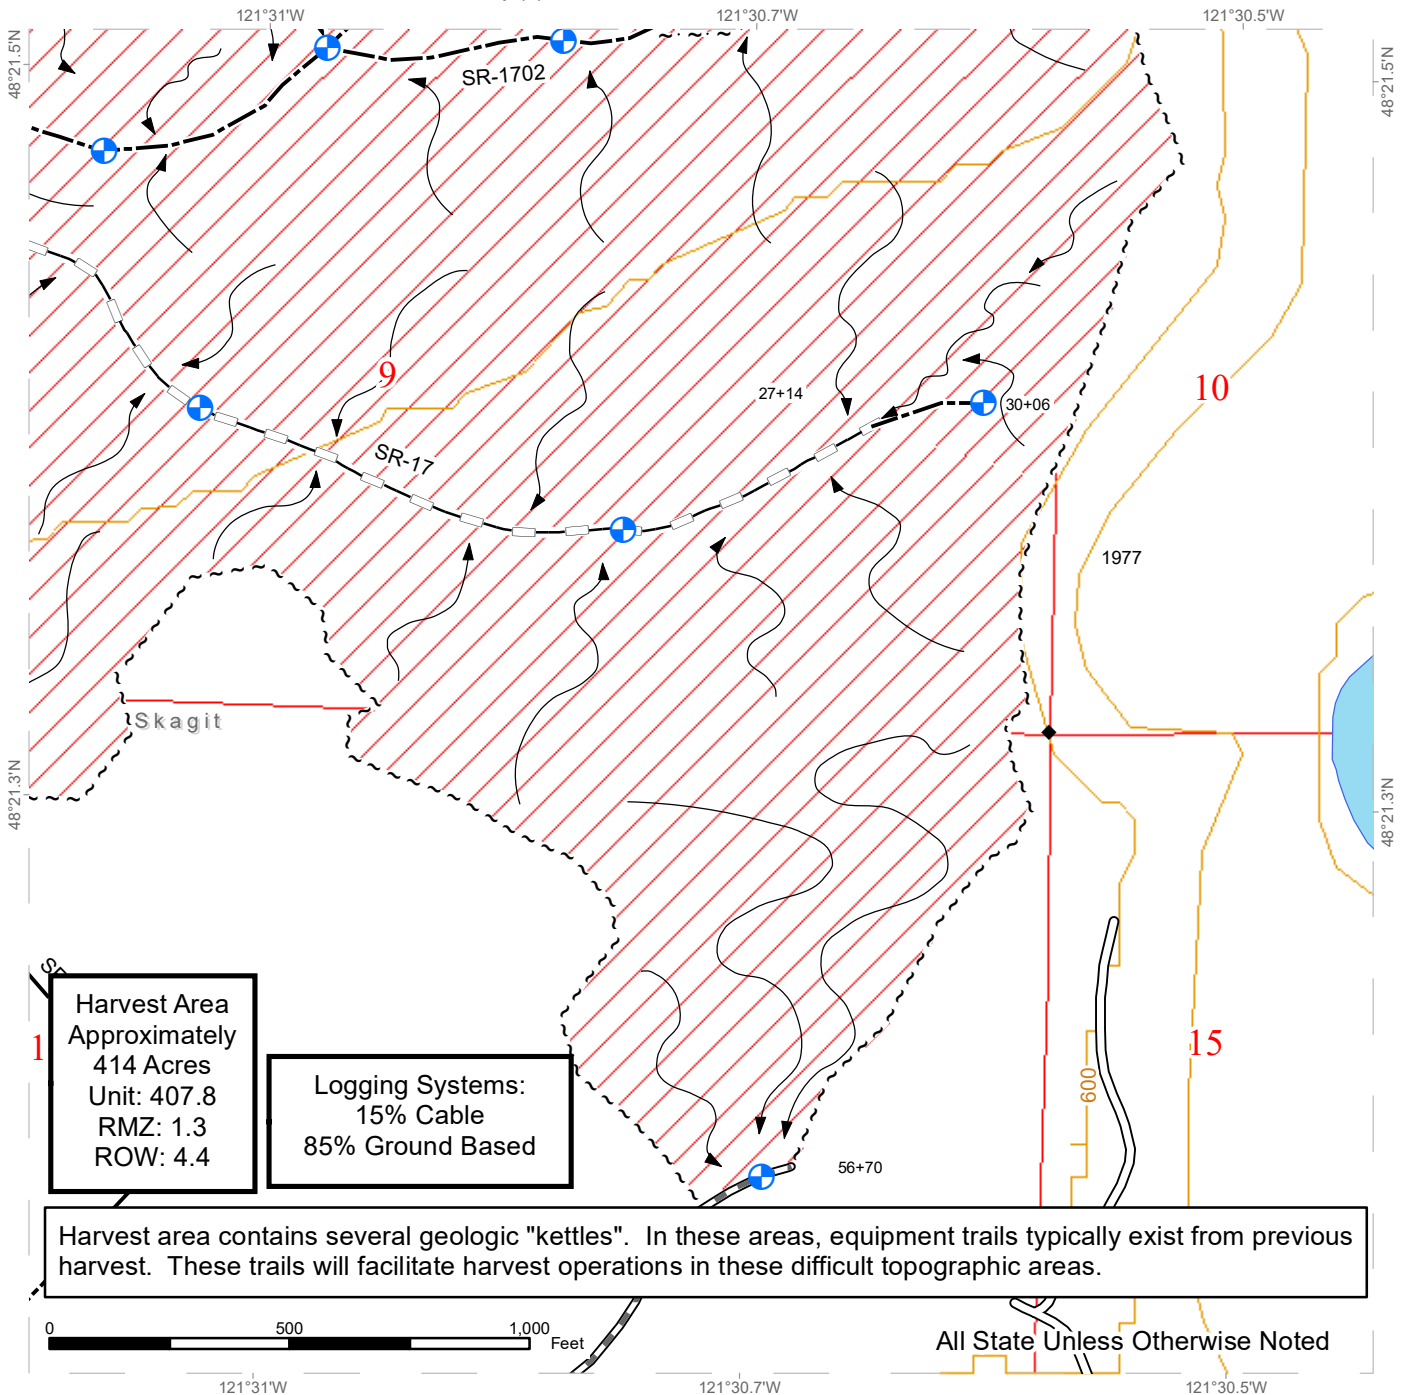 121°31'W
121°30.7'W
121°30.5'W
48°21.5'N
48°21.5'N
SR-1702
9
27+14
30+06
10
SR-17
1977
Skagit
48°21.3'N
48°21.3'N
Harvest Area
Approximately
414 Acres
Unit: 407.8
RMZ: 1.3
ROW: 4.4
1
Logging Systems:
15% Cable
85% Ground Based
15
600
56+70
Harvest area contains several geologic "kettles".  In these areas, equipment trails typically exist from previous
harvest.  These trails will facilitate harvest operations in these difficult topographic areas.
0
500
1,000
Feet
All State Unless Otherwise Noted
121°31'W
121°30.7'W
121°30.5'W